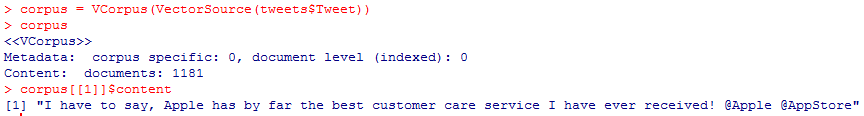 > corpus = VCorpus(VectorSource(tweets$Tweet))
> corpus
<<VCorpus>>
Metadata:  corpus specific: 0, document level (indexed): 0
Content:  documents: 1181
> corpus[[1]]$content
[1] "I have to say, Apple has by far the best customer care service I have ever received! @Apple @AppStore"